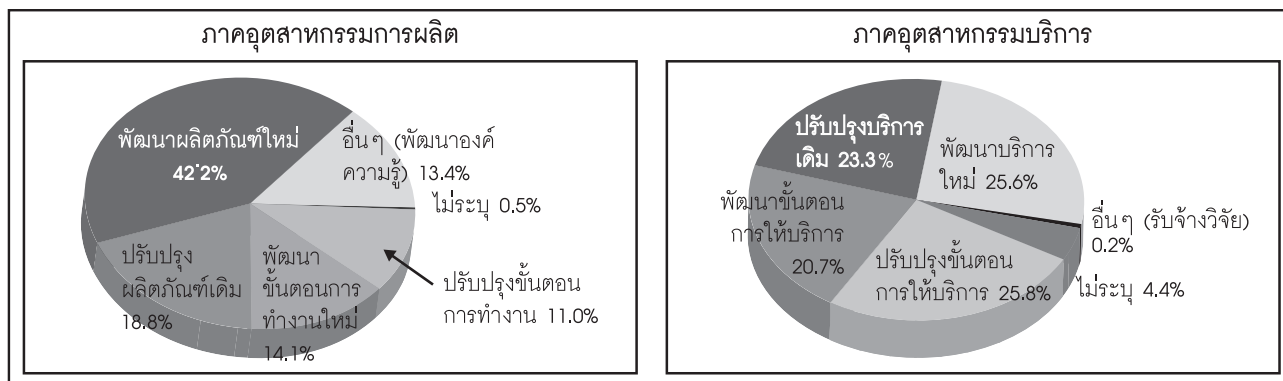 ภาคอุตสาหกรรมการผลิต
พัฒนาผลิตภัณฑ์ใหม่
42.2%
อื่นๆ (พัฒนาองค์
ความรู้) 13.4%
ไม่ระบุ 0.5%
ปรับปรุงขั้นตอน
การทำงาน 11.0%
พัฒนา
ขั้นตอนการ
ทำงานใหม่
14.1%
ปรับปรุง
ผลิตภัณฑ์เดิม
18.8%
ภาคอุตสาหกรรมบริการ
ปรับปรุงบริการ
เดิม 23.3%
พัฒนาบริการ
ใหม่ 25.6%
อื่นๆ (รับจ้างวิจัย)
0.2%
ไม่ระบุ 4.4%
ปรับปรุงขั้นตอน
การให้บริการ 25.8%
พัฒนาขั้นตอน
การให้บริการ
20.7%